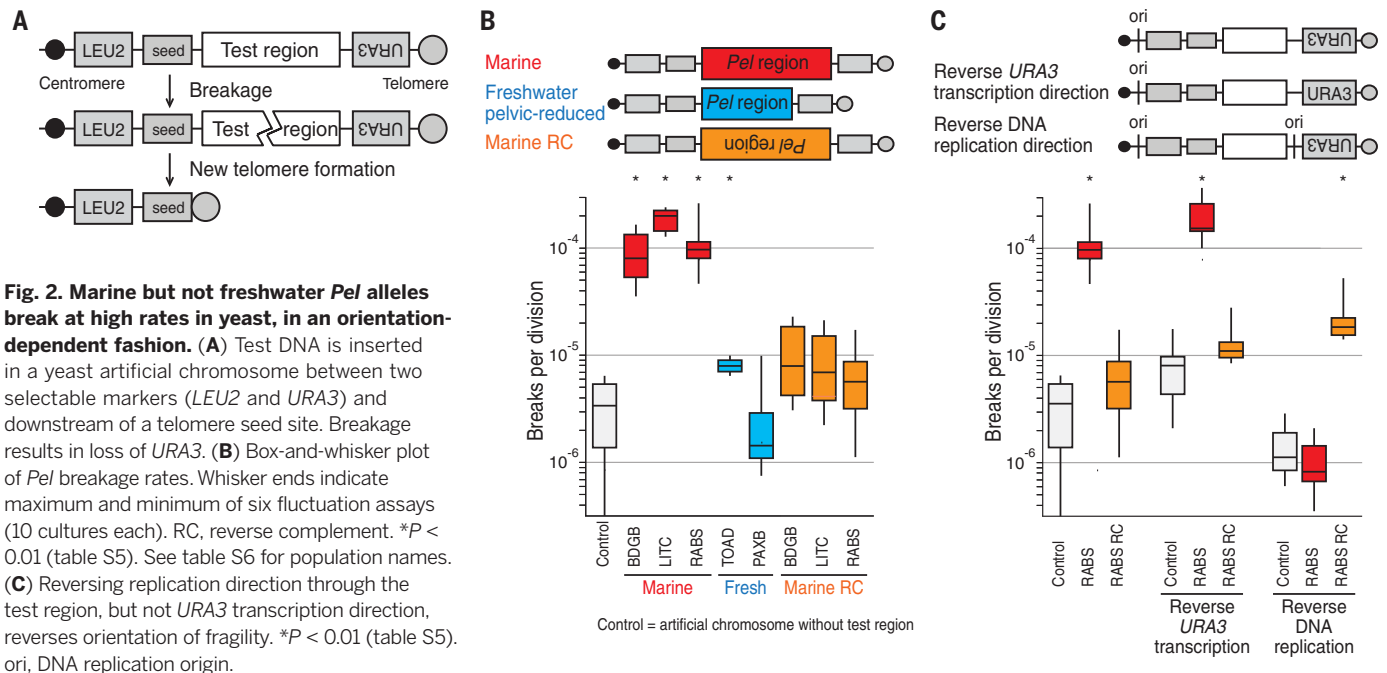 A
LEU2
seed
Test region
URA3
Centromere
Telomere
Breakage
LEU2
seed
Test
region
URA3
New telomere formation
LEU2
seed
Fig. 2. Marine but not freshwater Pel alleles
break at high rates in yeast, in an orientation-
dependent fashion. (A) Test DNA is inserted
in a yeast artificial chromosome between two
selectable markers (LEU2 and URA3) and
downstream of a telomere seed site. Breakage
results in loss of URA3. (B) Box-and-whisker plot
of Pel breakage rates. Whisker ends indicate
maximum and minimum of six fluctuation assays
(10 cultures each). RC, reverse complement. *P <
0.01 (table S5). See table S6 for population names.
(C) Reversing replication direction through the
test region, but not URA3 transcription direction,
reverses orientation of fragility. *P < 0.01 (table S5).
ori, DNA replication origin.
B
Marine
Pel region
Freshwater
pelvic-reduced
Pel region
Marine RC
Pel region
* * * *
Breaks per division
10-4
10-5
10-6
Control
BDGB
LITC
RABS
TOAD
PAXB
BDGB
LITC
RABS
Marine
Fresh
Marine RC
Control = artificial chromosome without test region
C
ori
URA3
Reverse URA3
transcription direction
ori
URA3
Reverse DNA
replication direction
ori
ori
URA3
* * *
Breaks per division
10-4
10-5
10-6
Control
RABS
RABS RC
Control
RABS
RABS RC
Control
RABS
RABS RC
Reverse
URA3
transcription
Reverse
DNA
replication